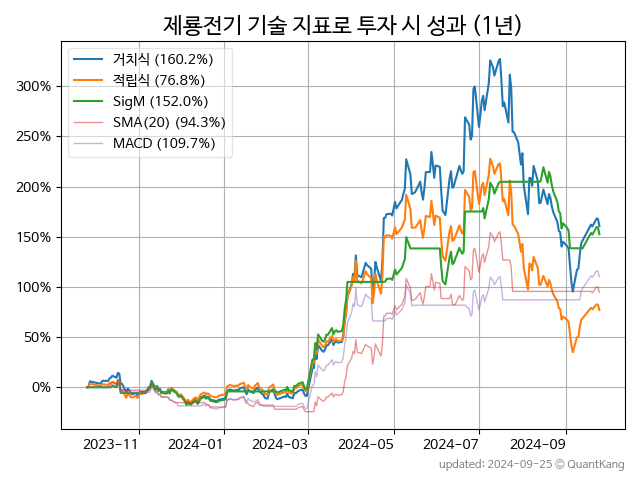 제룡전기 기술 지표로 투자 시 성과 (1년)
거치식 (160.2%)
적립식 (76.8%)
SigM (152.0%)
SMA(20) (94.3%)
MACD (109.7%)
300%
250%
200%
150%
100%
50%
0%
2023-11 2024-01 2024-03 2024-05 2024-07 2024-09
updated: 2024-09-25 © QuantKang